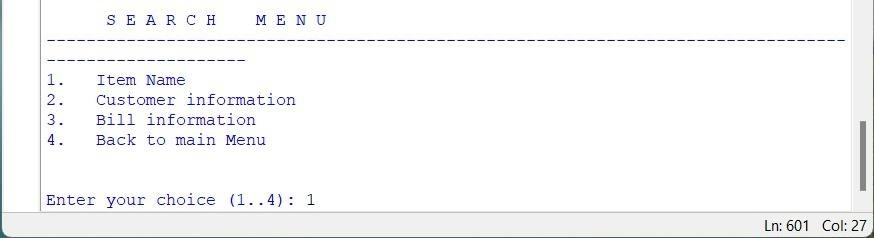 S E A R C H    M E N U
--------------------------------------------------------------------------------
--------------------
1.   Item Name
2.   Customer information
3.   Bill information
4.   Back to main Menu
Enter your choice (1..4): 1
Ln: 601   Col: 27